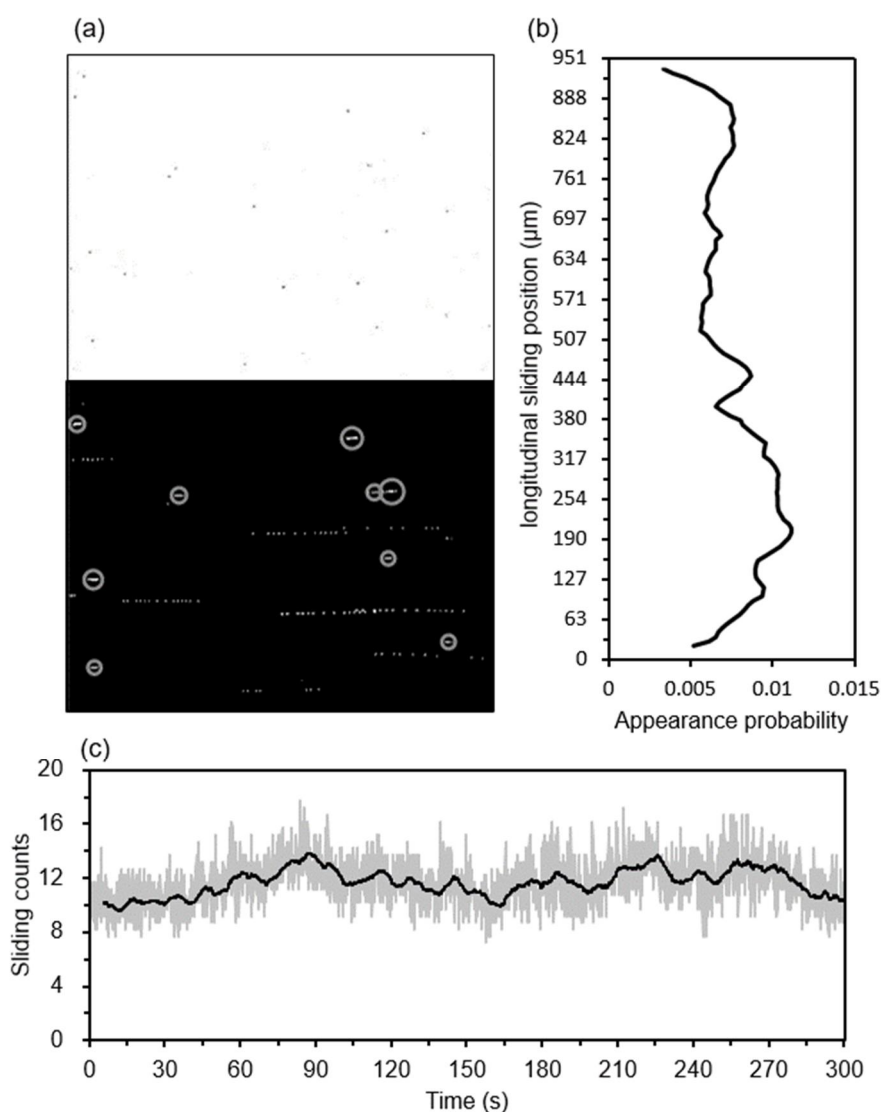 (a)
(b)
951
888
824
761
697
634
571
507
444
380
317
254
190
127
63
0
longitudinal sliding position (µm)
0 0.005 0.01 0.015
Appearance probability
(c)
20
16
12
8
4
0
Sliding counts
0 30 60 90 120 150 180 210 240 270 300
Time (s)